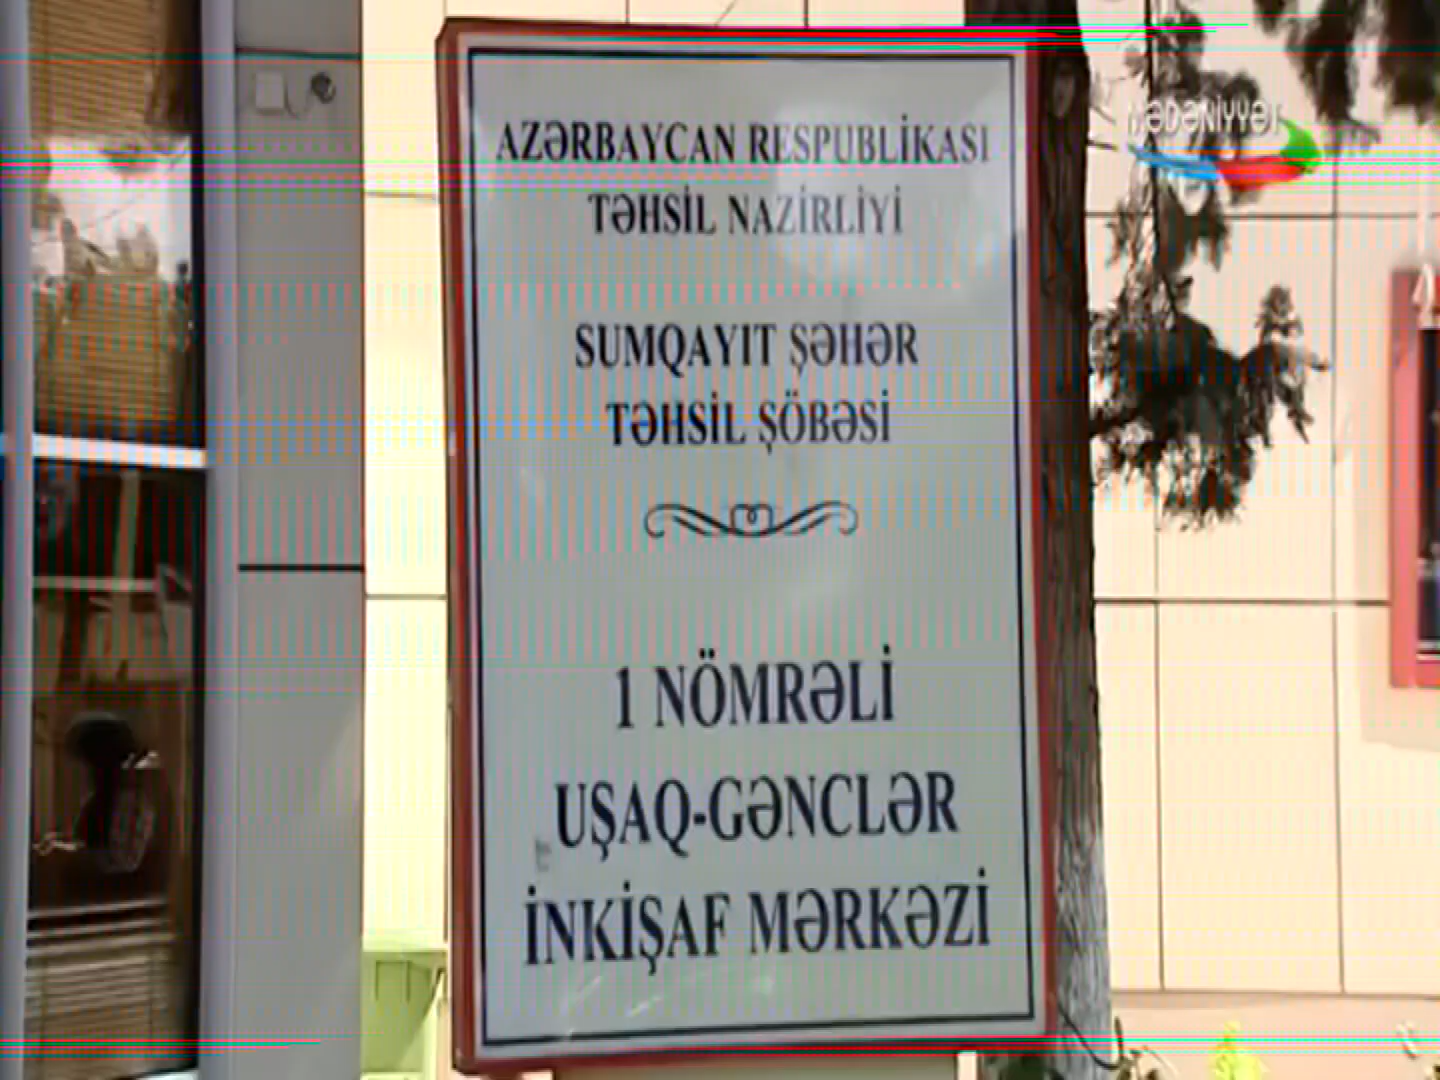 AZƏRBAYCAN RESPUBLİKASI
MƏDƏNİYYƏT
TƏHSİL NAZİRLİYİ
SUMQAYIT ŞƏHƏR
TƏHSİL ŞÖBƏSİ
1 NÖMRƏLİ
UŞAQ-GƏNCLƏR
İNKİŞAF MƏRKƏZİ